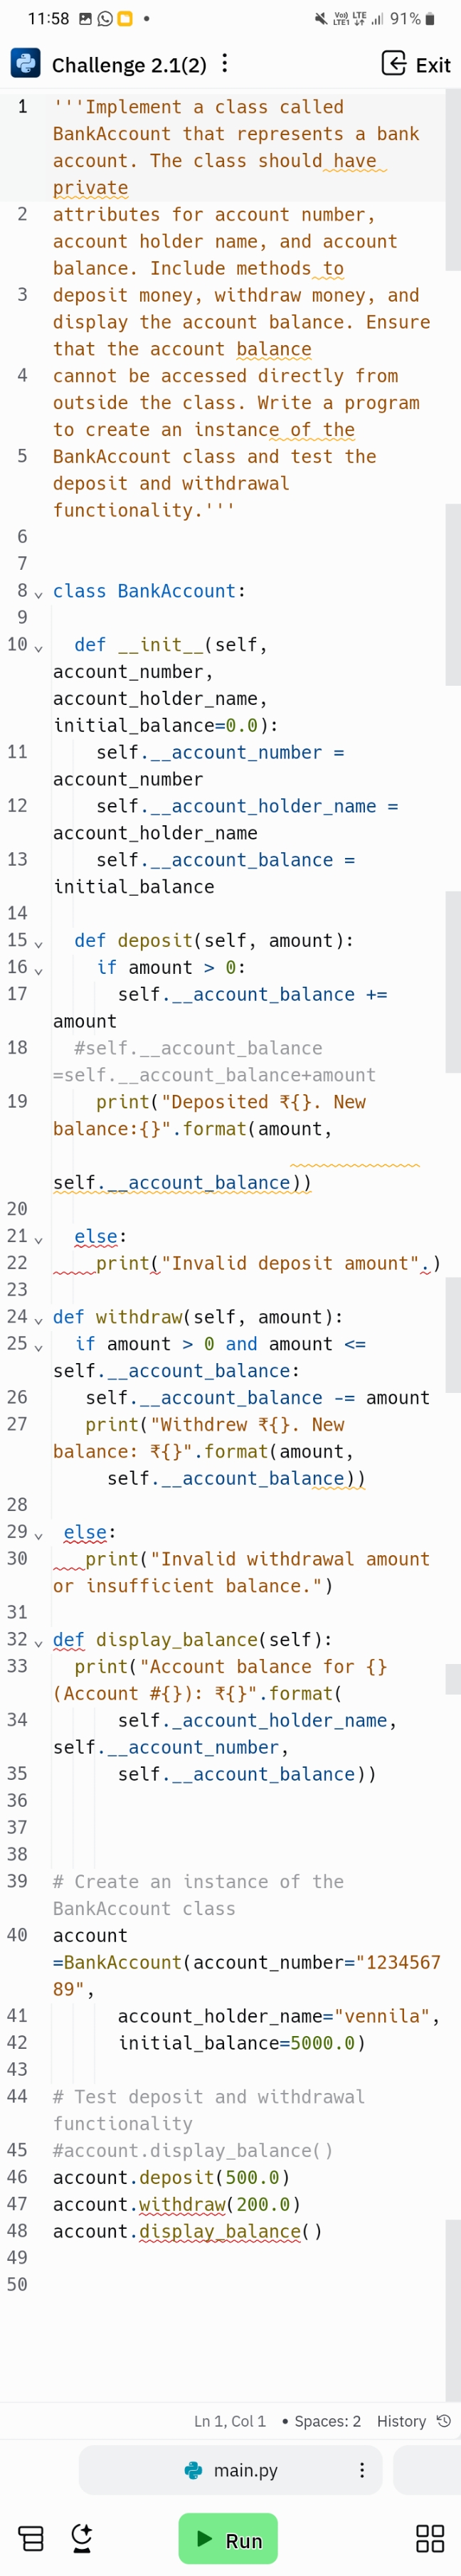 11:58
Vo) LTE
LTE1
91%
Challenge 2.1(2)
Exit
1 '''Implement a class called
BankAccount that represents a bank
account. The class should have
private
2 attributes for account number,
account holder name, and account
balance. Include methods to
3 deposit money, withdraw money, and
display the account balance. Ensure
that the account balance
4 cannot be accessed directly from
outside the class. Write a program
to create an instance of the
5 BankAccount class and test the
deposit and withdrawal
functionality.'''
6
7
8 class BankAccount:
9
10 def __init__(self,
account_number,
account_holder_name,
initial_balance=0.0):
11 self.__account_number =
account_number
12 self.__account_holder_name =
account_holder_name
13 self.__account_balance =
initial_balance
14
15 def deposit(self, amount):
16 if amount > 0:
17 self.__account_balance +=
amount
18 #self.__account_balance
=self.__account_balance+amount
19 print("Deposited ₹{}. New
balance:{}".format(amount,
self.__account_balance))
20
21 else:
22 print("Invalid deposit amount".)
23
24 def withdraw(self, amount):
25 if amount > 0 and amount <=
self.__account_balance:
26 self.__account_balance -= amount
27 print("Withdrew ₹{}. New
balance: ₹{}".format(amount,
self.__account_balance))
28
29 else:
30 print("Invalid withdrawal amount
or insufficient balance.")
31
32 def display_balance(self):
33 print("Account balance for {}
(Account #{}): ₹{}".format(
34 self._account_holder_name,
self.__account_number,
35 self.__account_balance))
36
37
38
39 # Create an instance of the
BankAccount class
40 account
=BankAccount(account_number="1234567
89",
41 account_holder_name="vennila",
42 initial_balance=5000.0)
43
44 # Test deposit and withdrawal
functionality
45 #account.display_balance()
46 account.deposit(500.0)
47 account.withdraw(200.0)
48 account.display_balance()
49
50
Ln 1, Col 1 • Spaces: 2 History
main.py
Run